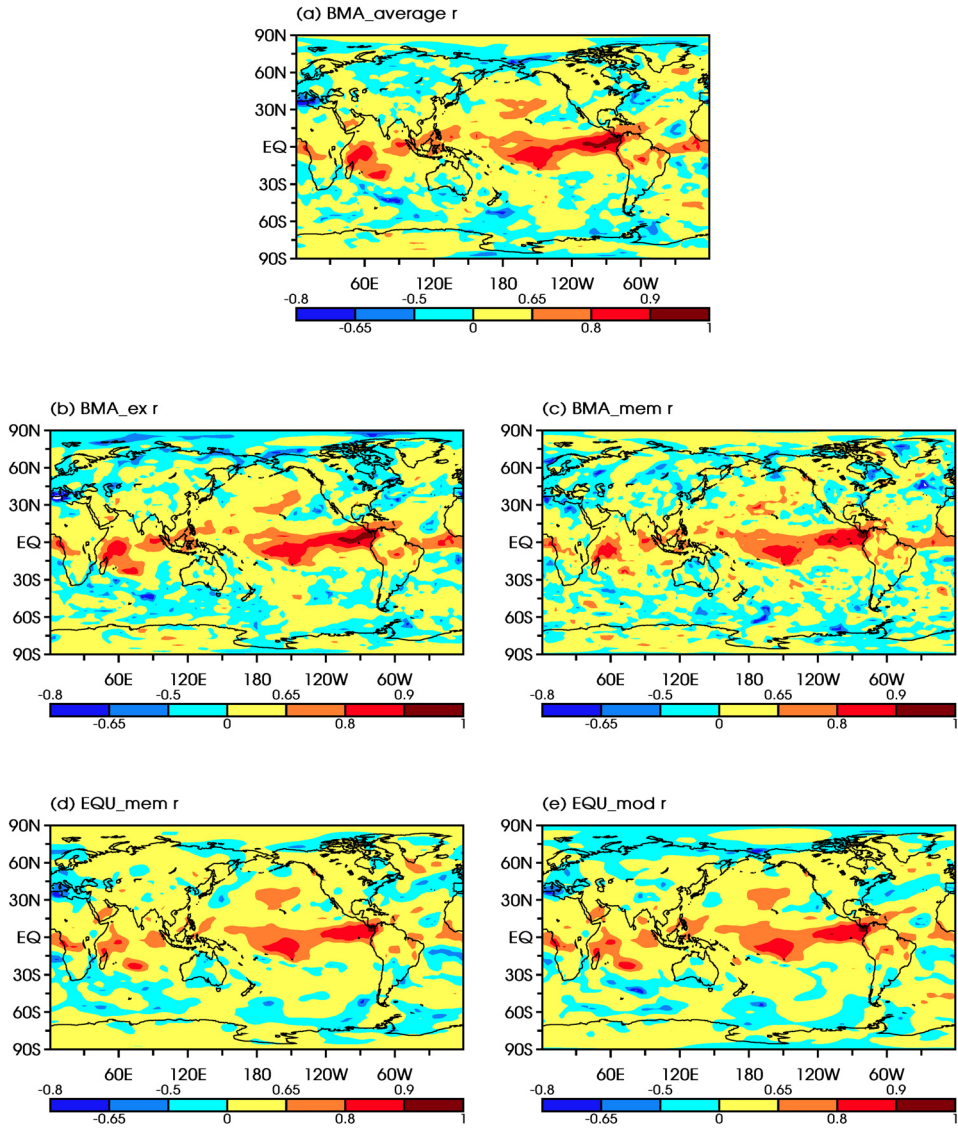 (a) BMA_average r
90N
60N
30N
EQ
30S
60S
90S
60E 120E 180 120W 60W
-0.8 -0.5 0.65 0.9
-0.65 0 0.8 1
(b) BMA_ex r
90N
60N
30N
EQ
30S
60S
90S
60E 120E 180 120W 60W
-0.8 -0.5 0.65 0.9
-0.65 0 0.8 1
(c) BMA_mem r
90N
60N
30N
EQ
30S
60S
90S
60E 120E 180 120W 60W
-0.8 -0.5 0.65 0.9
-0.65 0 0.8 1
(d) EQU_mem r
90N
60N
30N
EQ
30S
60S
90S
60E 120E 180 120W 60W
-0.8 -0.5 0.65 0.9
-0.65 0 0.8 1
(e) EQU_mod r
90N
60N
30N
EQ
30S
60S
90S
60E 120E 180 120W 60W
-0.8 -0.5 0.65 0.9
-0.65 0 0.8 1